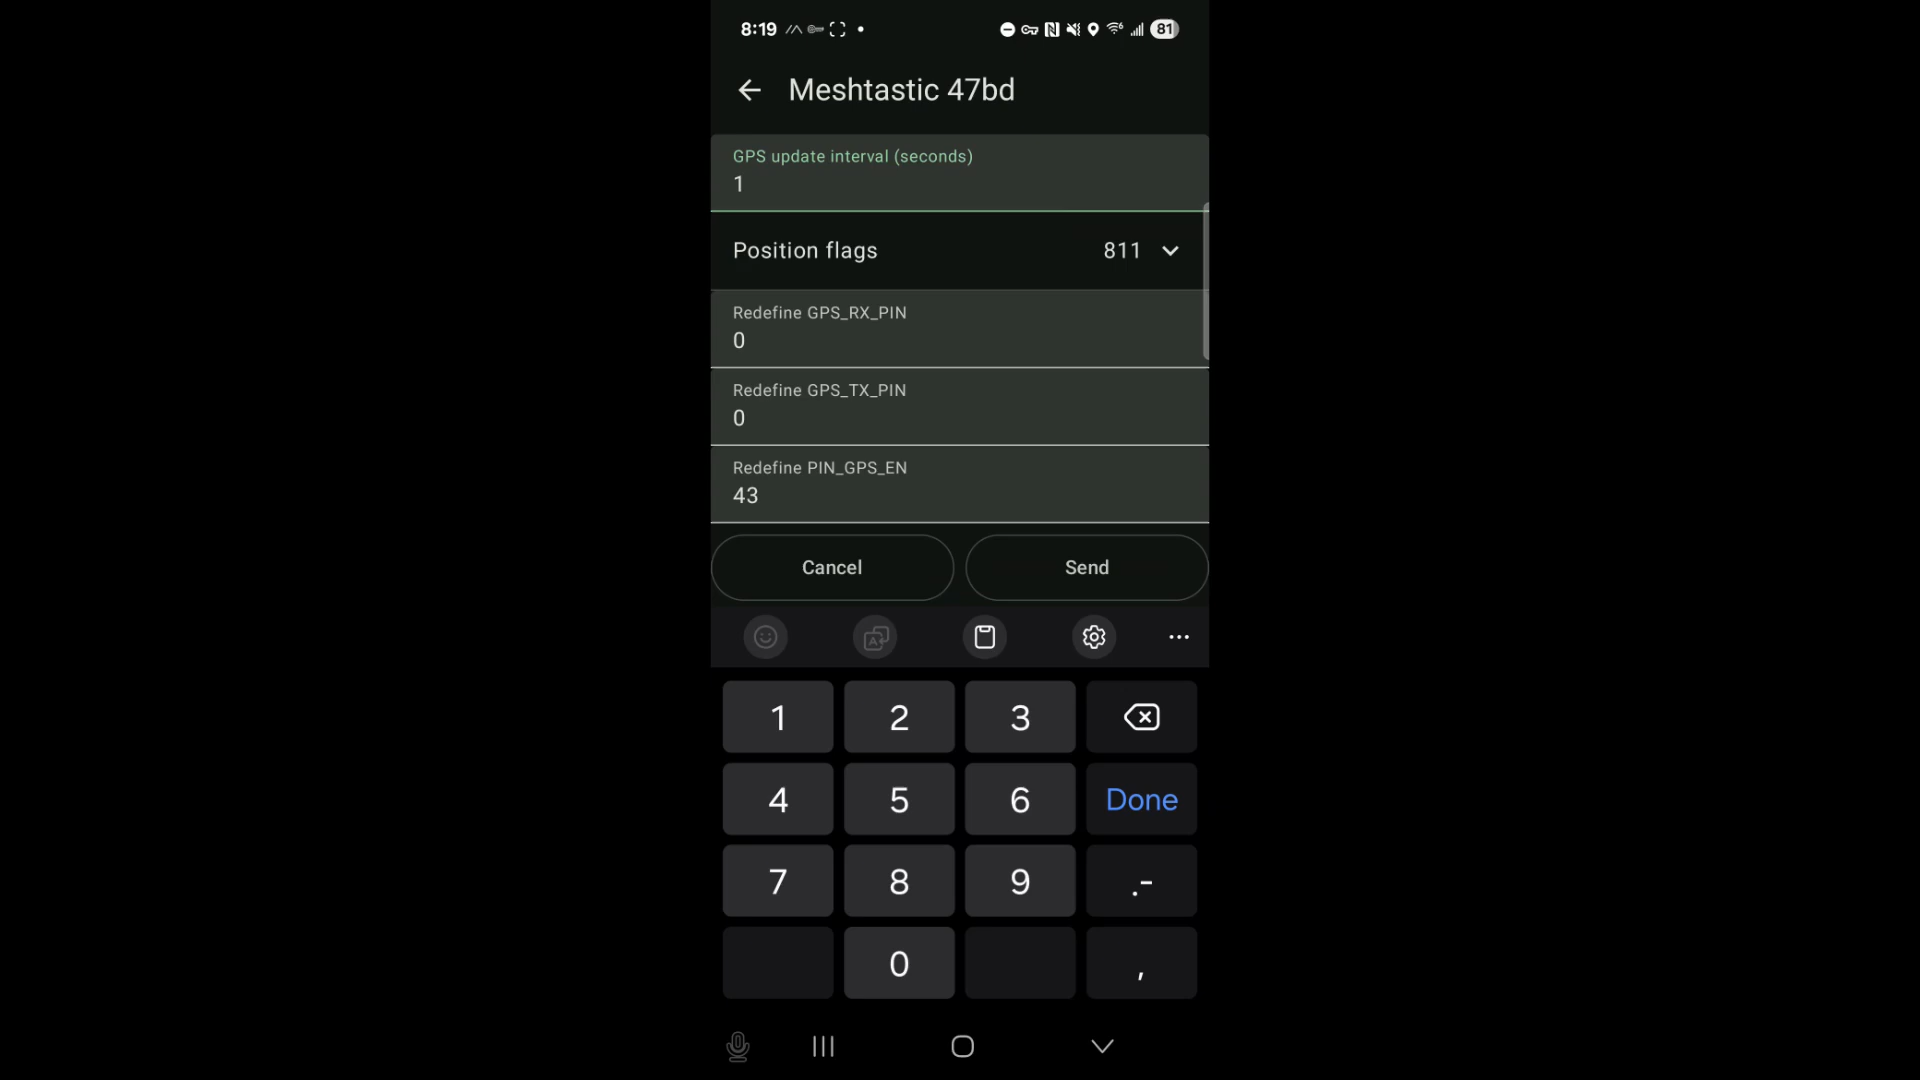 8:19 81
Meshtastic 47bd
GPS update interval (seconds)
1
Position flags 811
Redefine GPS_RX_PIN
0
Redefine GPS_TX_PIN
0
Redefine PIN_GPS_EN
43
Cancel Send
1 2 3
4 5 6 Done
7 8 9 .-
0 ,